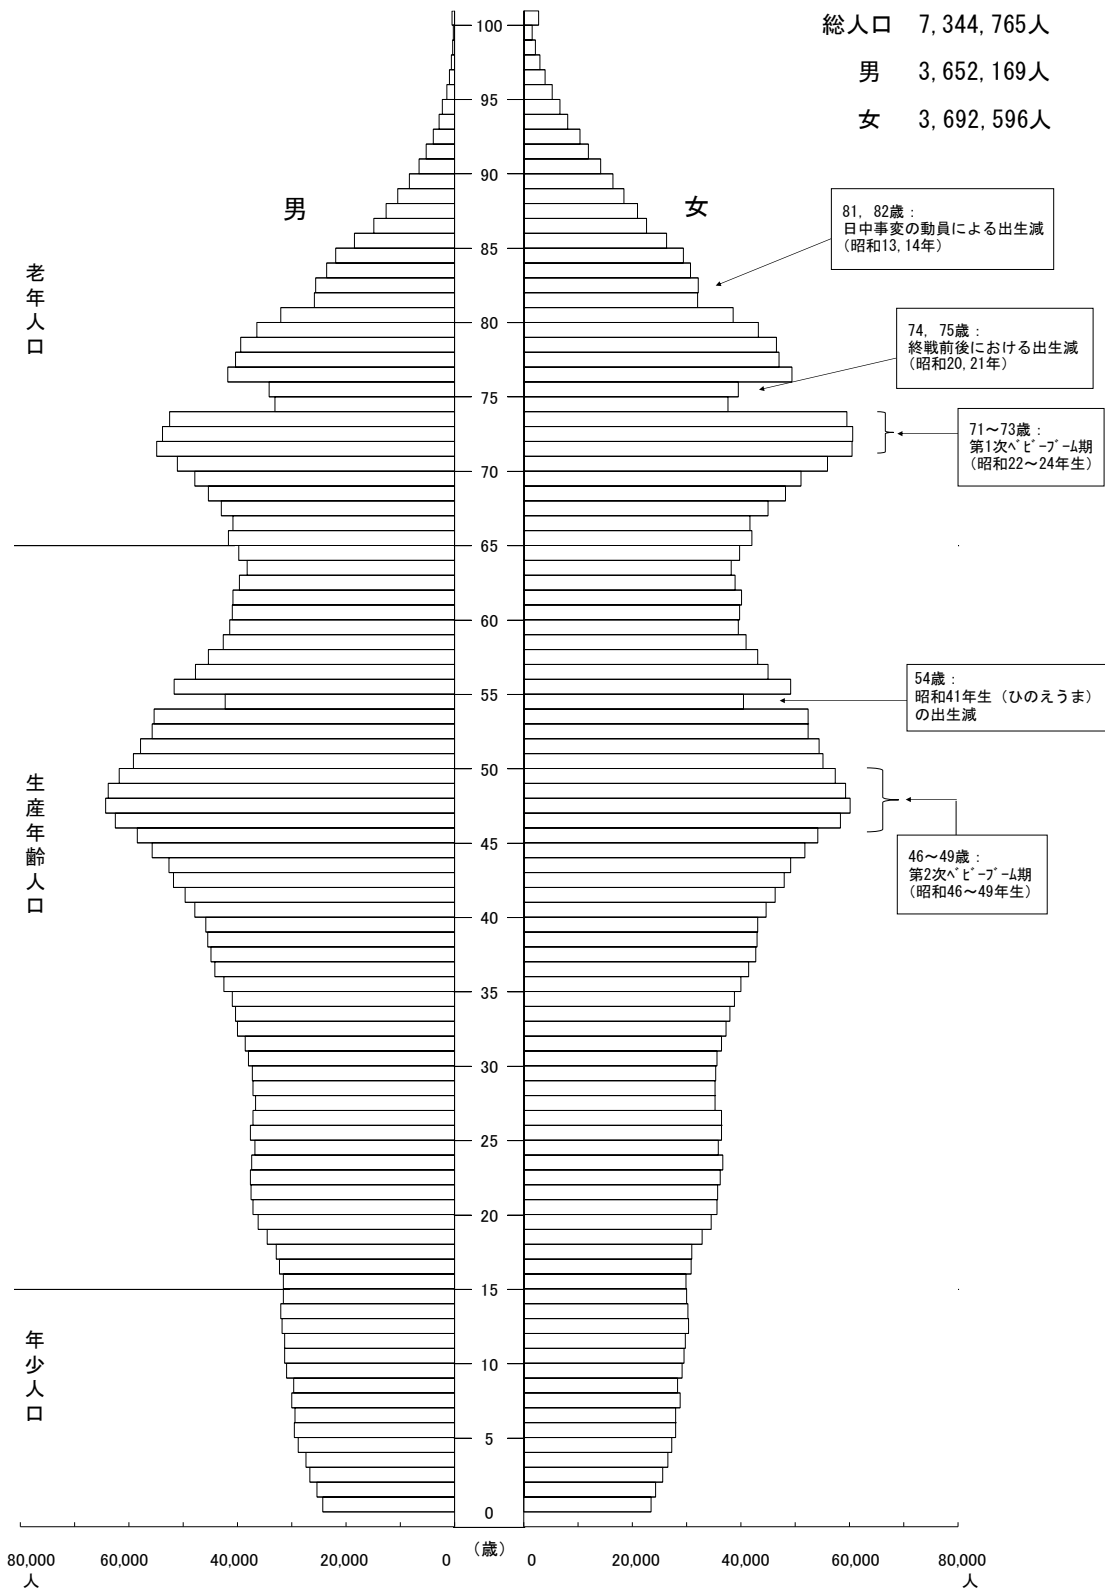 総人口 7,344,765人
男 3,652,169人
女 3,692,596人
男
女
老年人口
生産年齢人口
年少人口
100
95
90
85
80
75
70
65
60
55
50
45
40
35
30
25
20
15
10
5
0
(歳)
81, 82歳：
日中事変の動員による出生減
(昭和13,14年)
74, 75歳：
終戦前後における出生減
(昭和20,21年)
71～73歳：
第1次ﾍﾞﾋﾞｰﾌﾞｰﾑ期
(昭和22～24年生)
54歳：
昭和41年生（ひのえうま）
の出生減
46～49歳：
第2次ﾍﾞﾋﾞｰﾌﾞｰﾑ期
(昭和46～49年生)
80,000 60,000 40,000 20,000 0 0 20,000 40,000 60,000 80,000
人 人